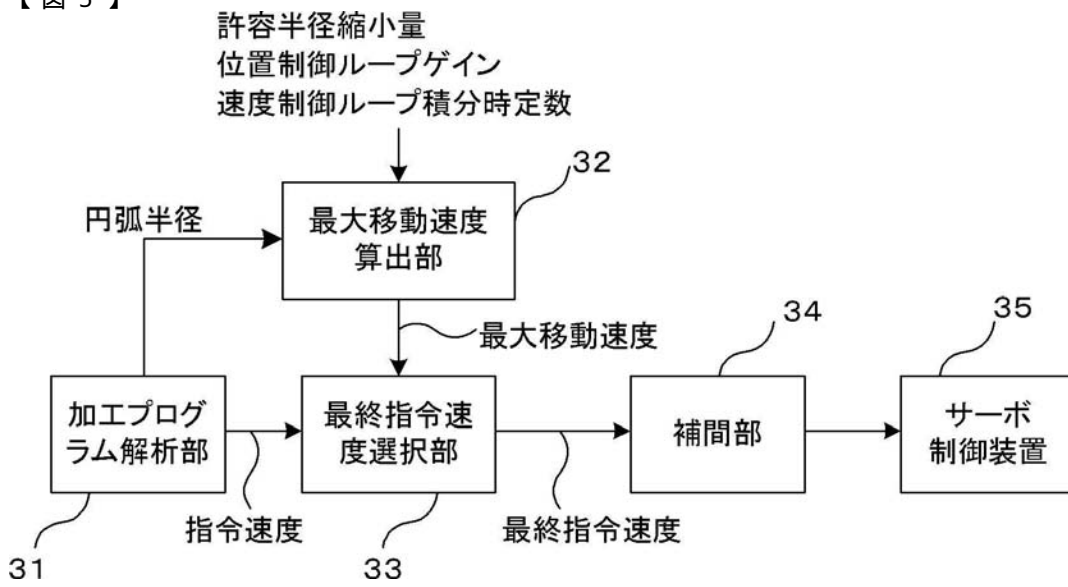 【図5】
許容半径縮小量
位置制御ループゲイン
速度制御ループ積分時定数
32
円弧半径
最大移動速度
算出部
34
35
最大移動速度
加工プログ
ラム解析部
最終指令速
度選択部
補間部
サーボ
制御装置
指令速度
最終指令速度
31
33